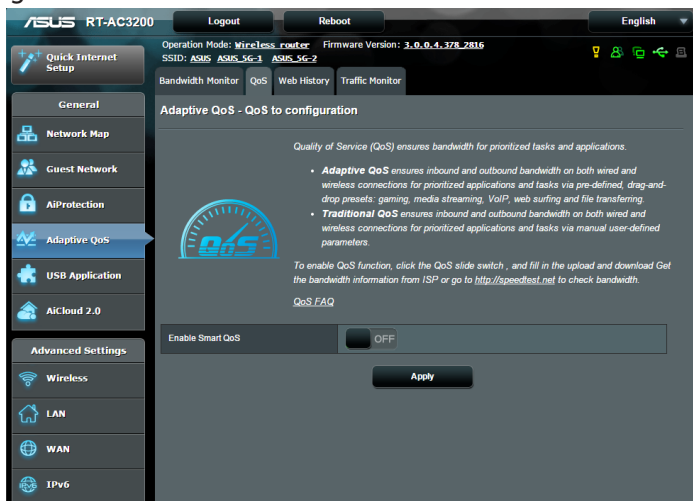 ASUS RT-AC3200 Logout Reboot English
Quick Internet Setup
Operation Mode: Wireless router Firmware Version: 3.0.0.4.378_2816
SSID: ASUS ASUS_5G-1 ASUS_5G-2
Bandwidth Monitor QoS Web History Traffic Monitor
General
Network Map
Guest Network
AiProtection
Adaptive QoS
USB Application
AiCloud 2.0
Advanced Settings
Wireless
LAN
WAN
IPv6
Adaptive QoS - QoS to configuration
QoS
Quality of Service (QoS) ensures bandwidth for prioritized tasks and applications.
• Adaptive QoS ensures inbound and outbound bandwidth on both wired and
wireless connections for prioritized applications and tasks via pre-defined, drag-and-
drop presets: gaming, media streaming, VoIP, web surfing and file transferring.
• Traditional QoS ensures inbound and outbound bandwidth on both wired and
wireless connections for prioritized applications and tasks via manual user-defined
parameters.
To enable QoS function, click the QoS slide switch , and fill in the upload and download Get
the bandwidth information from ISP or go to http://speedtest.net to check bandwidth.
QoS FAQ
Enable Smart QoS OFF
Apply